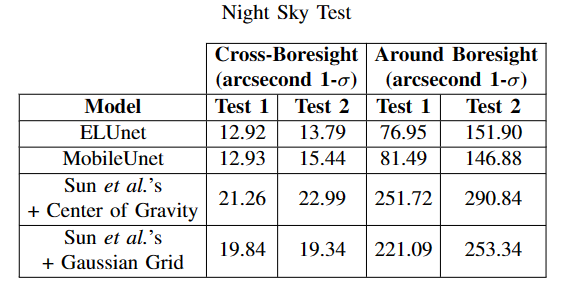 Night Sky Test
Cross-Boresight Around Boresight
(arcsecond 1-σ) (arcsecond 1-σ)
Model Test 1 Test 2 Test 1 Test 2
ELUnet 12.92 13.79 76.95 151.90
MobileUnet 12.93 15.44 81.49 146.88
Sun et al.'s
+ Center of Gravity 21.26 22.99 251.72 290.84
Sun et al.'s
+ Gaussian Grid 19.84 19.34 221.09 253.34